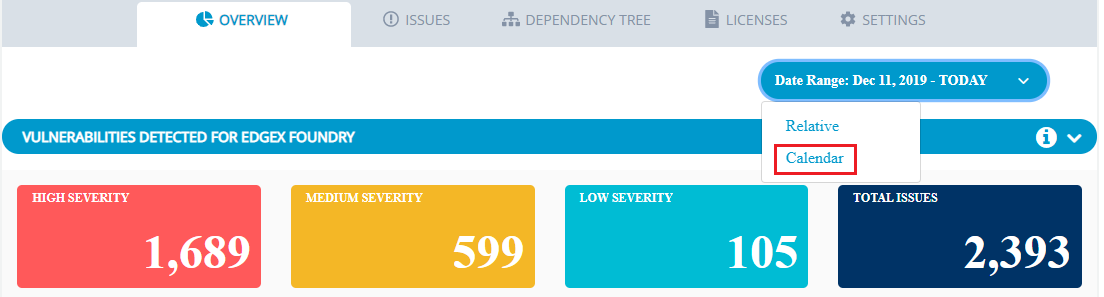 OVERVIEW
ISSUES
DEPENDENCY TREE
LICENSES
SETTINGS
Date Range: Dec 11, 2019 - TODAY
Relative
Calendar
VULNERABILITIES DETECTED FOR EDGEX FOUNDRY
HIGH SEVERITY
1,689
MEDIUM SEVERITY
599
LOW SEVERITY
105
TOTAL ISSUES
2,393